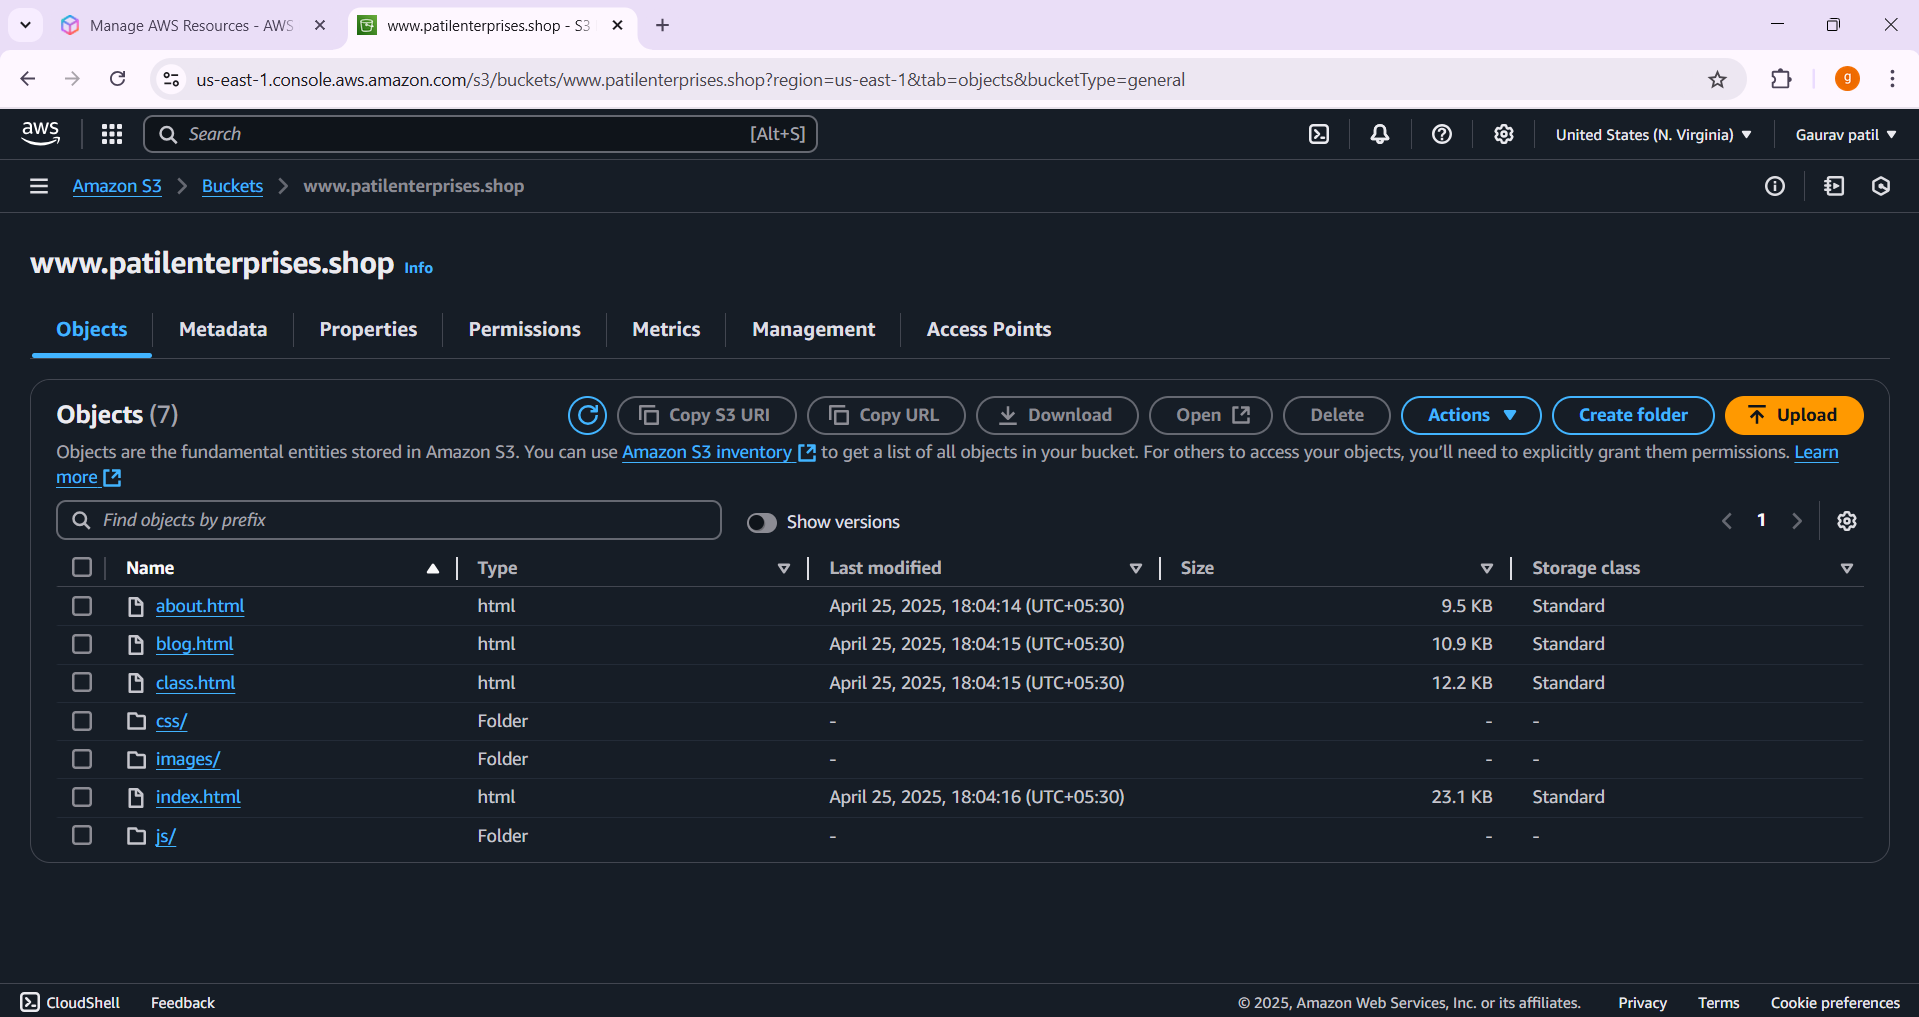 Manage AWS Resources - AWS
www.patilenterprises.shop - S3
us-east-1.console.aws.amazon.com/s3/buckets/www.patilenterprises.shop?region=us-east-1&tab=objects&bucketType=general
g
aws
Search
[Alt+S]
United States (N. Virginia)
Gaurav patil
Amazon S3
Buckets
www.patilenterprises.shop
www.patilenterprises.shop Info
Objects
Metadata
Properties
Permissions
Metrics
Management
Access Points
Objects (7)
Copy S3 URI
Copy URL
Download
Open
Delete
Actions
Create folder
Upload
Objects are the fundamental entities stored in Amazon S3. You can use Amazon S3 inventory to get a list of all objects in your bucket. For others to access your objects, you'll need to explicitly grant them permissions. Learn
more
Find objects by prefix
Show versions
1
Name Type Last modified Size Storage class
about.html html April 25, 2025, 18:04:14 (UTC+05:30) 9.5 KB Standard
blog.html html April 25, 2025, 18:04:15 (UTC+05:30) 10.9 KB Standard
class.html html April 25, 2025, 18:04:15 (UTC+05:30) 12.2 KB Standard
css/ Folder - - -
images/ Folder - - -
index.html html April 25, 2025, 18:04:16 (UTC+05:30) 23.1 KB Standard
js/ Folder - - -
CloudShell
Feedback
© 2025, Amazon Web Services, Inc. or its affiliates.
Privacy
Terms
Cookie preferences